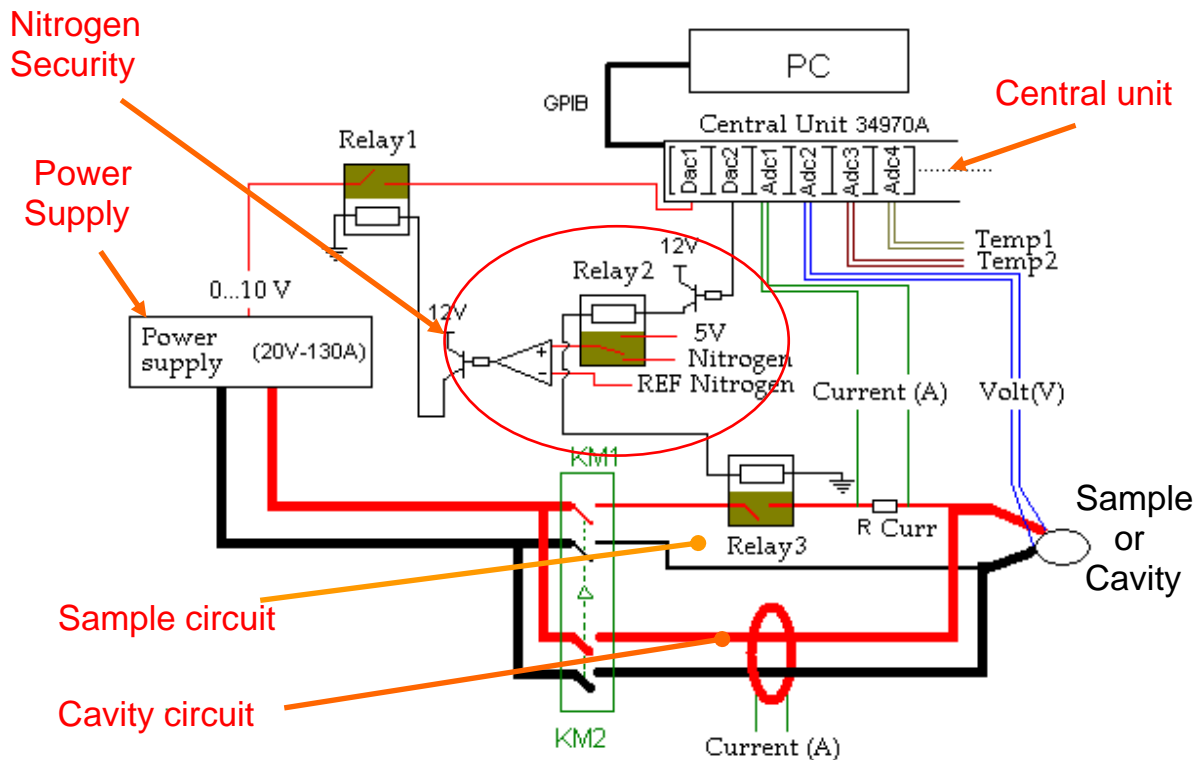 Nitrogen
Security
PC
GPIB
Central unit
Central Unit 34970A
Relay1
Dac1
Dac2
Adc1
Adc2
Adc3
Adc4
Power
Supply
12V
Temp1
Temp2
Relay2
0...10 V
12V
5V
Power
supply
(20V-130A)
+
Nitrogen
-
REF Nitrogen
Current (A)
Volt(V)
KM1
Sample
or
Cavity
R Curr
Relay3
Sample circuit
Cavity circuit
KM2
Current (A)